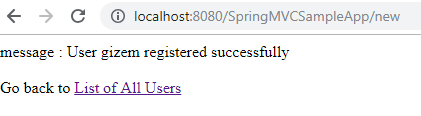 localhost:8080/SpringMVCSampleApp/new
message : User gizem registered successfully
Go back to List of All Users